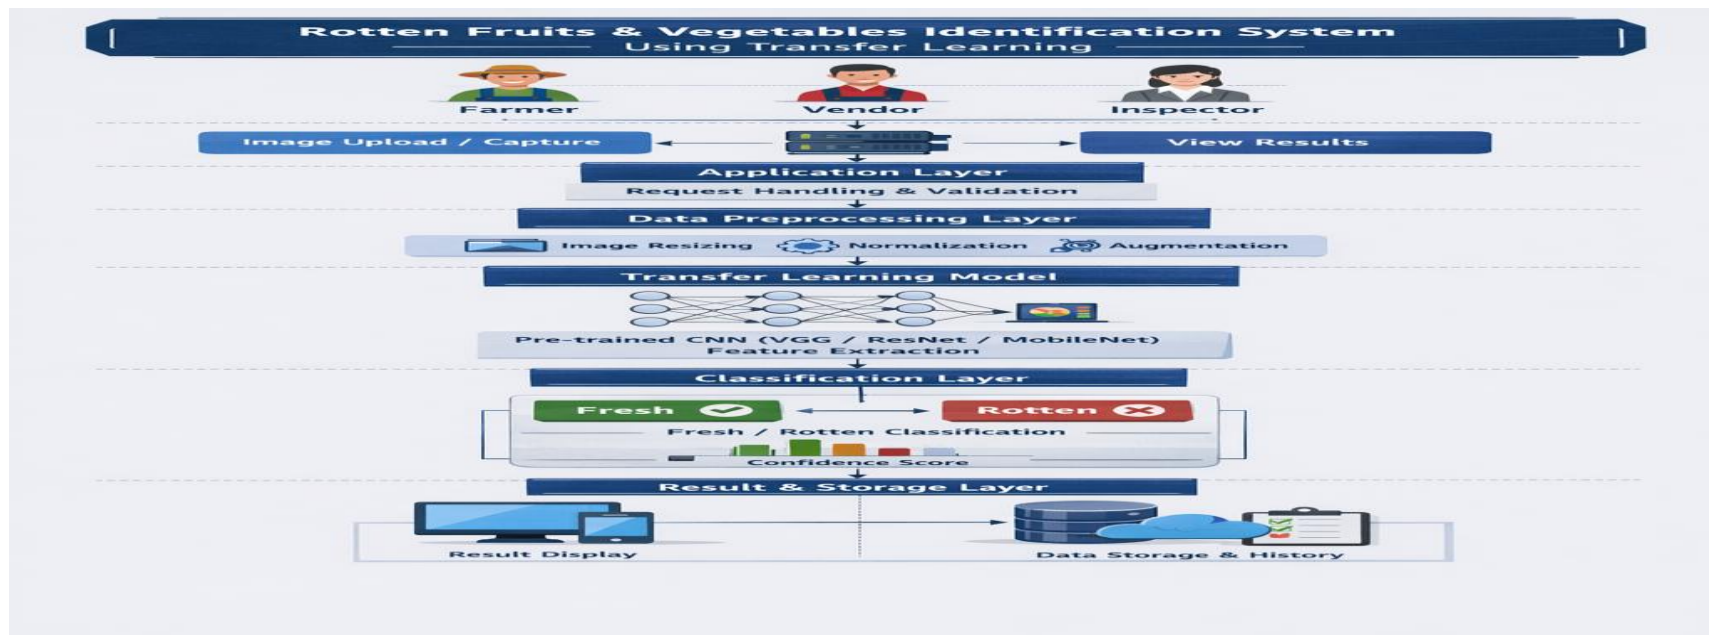 Rotten Fruits & Vegetables Identification System
Using Transfer Learning
Farmer
Vendor
Inspector
Image Upload / Capture
View Results
Application Layer
Request Handling & Validation
Data Preprocessing Layer
Image Resizing
Normalization
Augmentation
Transfer Learning Model
Pre-trained CNN (VGG / ResNet / MobileNet)
Feature Extraction
Classification Layer
Fresh
Rotten
Fresh / Rotten Classification
Confidence Score
Result & Storage Layer
Result Display
Data Storage & History